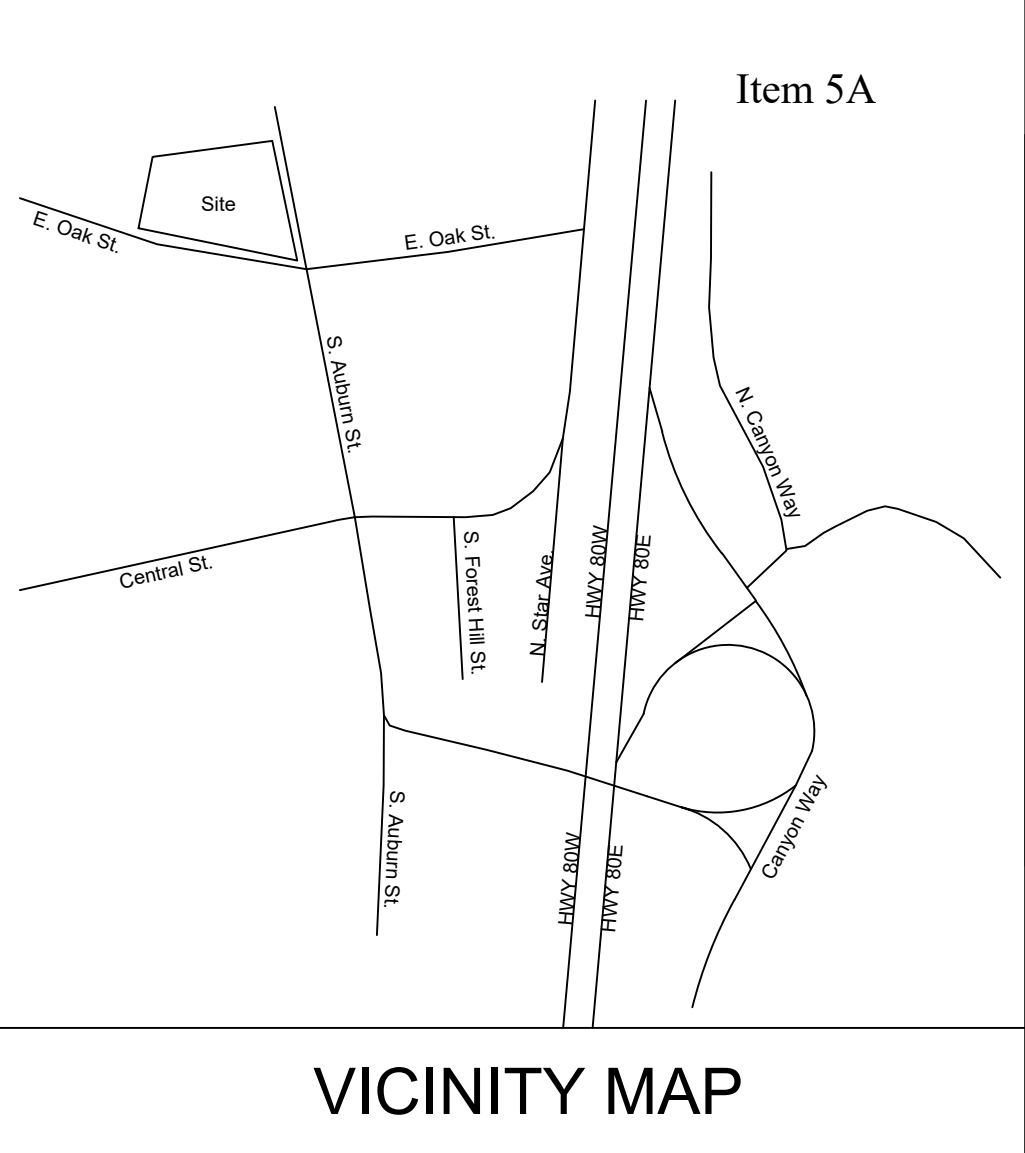 Item 5A
Site
E. Oak St.
E. Oak St.
S. Auburn St.
N. Canyon Way
Central St.
S. Forest Hill St.
N. Star Ave.
HWY 80W
HWY 80E
S. Auburn St.
HWY 80W
HWY 80E
Canyon Way
VICINITY MAP